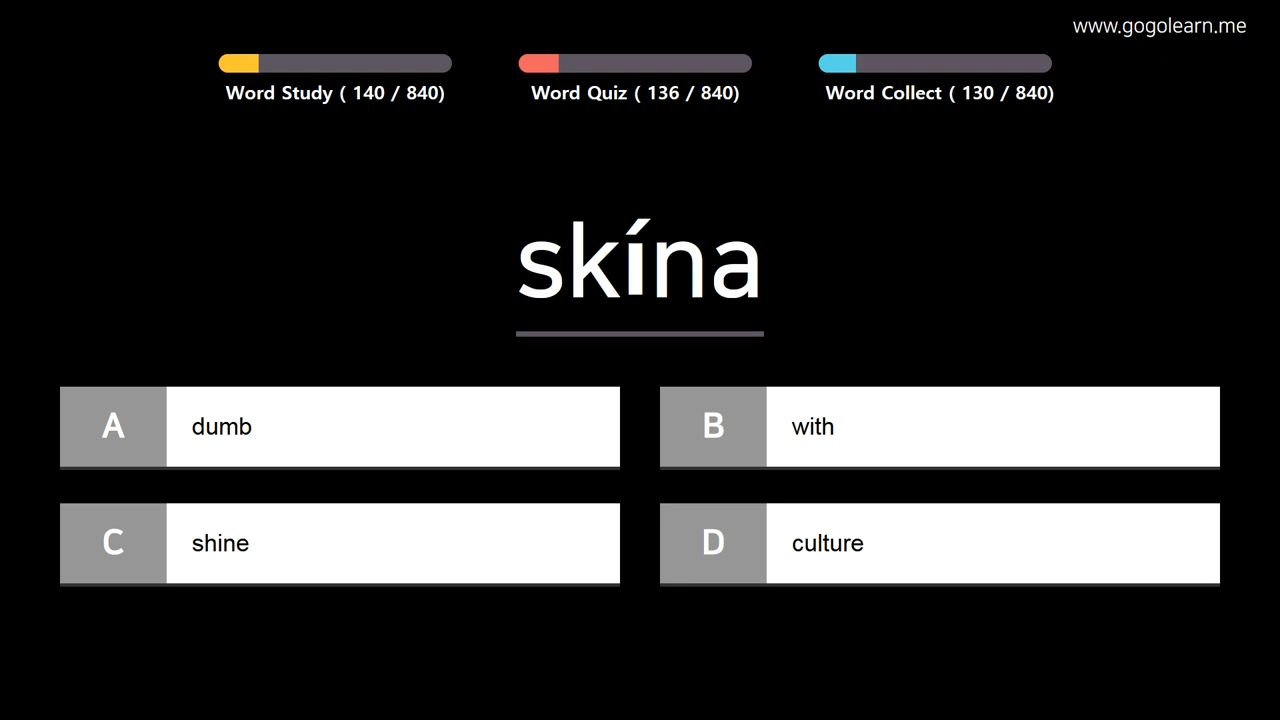 www.gogolearn.me
Word Study ( 140 / 840)
Word Quiz ( 136 / 840)
Word Collect ( 130 / 840)
skína
A dumb
B with
C shine
D culture